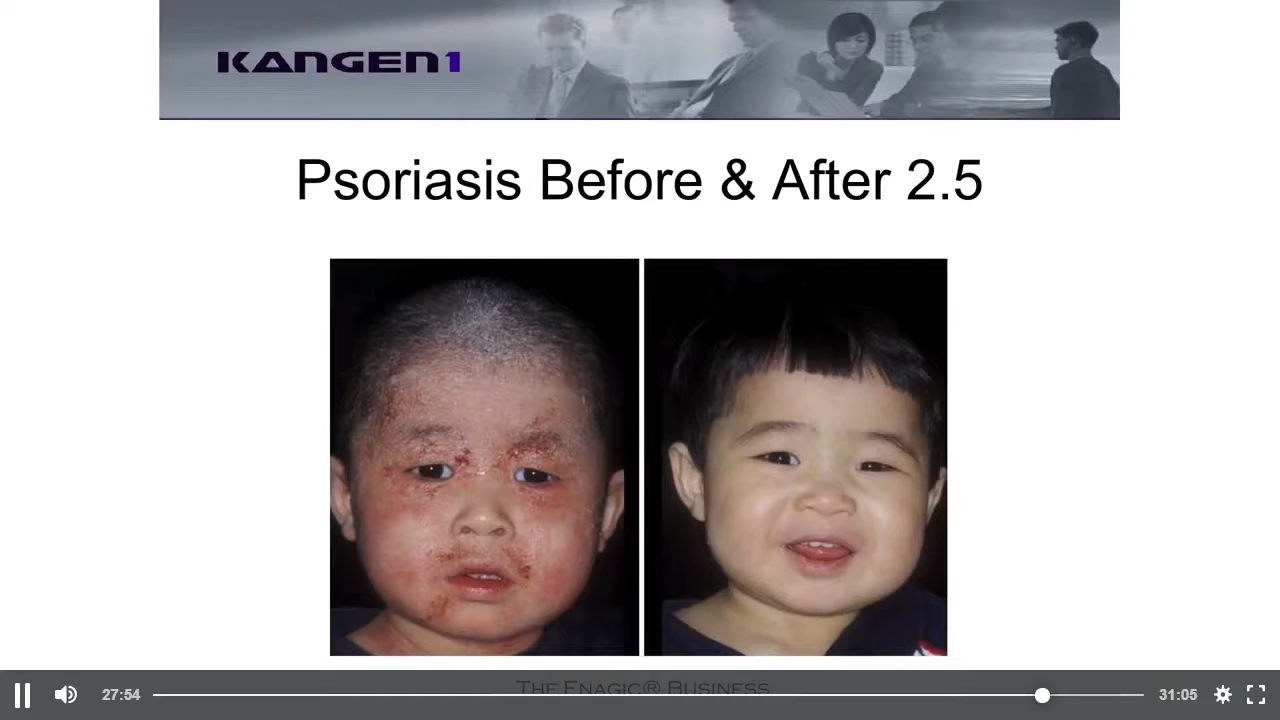 KANGEN1
Psoriasis Before & After 2.5
THE ENAGIC® BUSINESS
27:54
31:05